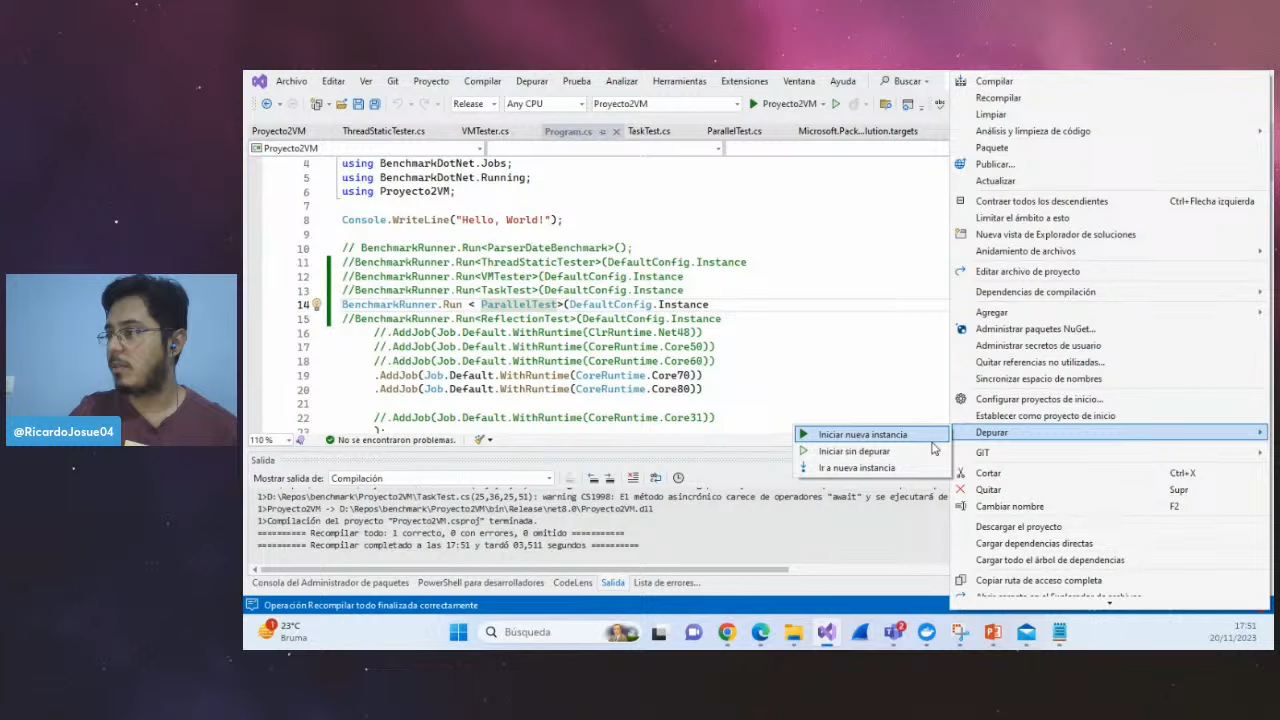 Archivo Editar Ver Git Proyecto Compilar Depurar Prueba Analizar Herramientas Extensiones Ventana Ayuda Buscar
Release Any CPU Proyecto2VM Proyecto2VM
Proyecto2VM ThreadStaticTester.cs VMTester.cs Program.cs TaskTest.cs ParallelTest.cs Microsoft.Pack...lution.targets
Proyecto2VM
4 using BenchmarkDotNet.Jobs;
5 using BenchmarkDotNet.Running;
6 using Proyecto2VM;
7
8 Console.WriteLine("Hello, World!");
9
10 // BenchmarkRunner.Run<ParserDateBenchmark>();
11 //BenchmarkRunner.Run<ThreadStaticTester>(DefaultConfig.Instance
12 //BenchmarkRunner.Run<VMTester>(DefaultConfig.Instance
13 //BenchmarkRunner.Run<TaskTest>(DefaultConfig.Instance
14 BenchmarkRunner.Run < ParallelTest>(DefaultConfig.Instance
15 //BenchmarkRunner.Run<ReflectionTest>(DefaultConfig.Instance
16 //.AddJob(Job.Default.WithRuntime(ClrRuntime.Net48))
17 //.AddJob(Job.Default.WithRuntime(CoreRuntime.Core50))
18 //.AddJob(Job.Default.WithRuntime(CoreRuntime.Core60))
19 .AddJob(Job.Default.WithRuntime(CoreRuntime.Core70))
20 .AddJob(Job.Default.WithRuntime(CoreRuntime.Core80))
22 //.AddJob(Job.Default.WithRuntime(CoreRuntime.Core31))
110 % No se encontraron problemas.
Salida
Mostrar salida de: Compilación
1>D:\Repos\benchmark\Proyecto2VM\TaskTest.cs(25,36,25,51): warning CS1998: El método asincrónico carece de operadores "await" y se ejecutará de
1>Proyecto2VM -> D:\Repos\benchmark\Proyecto2VM\bin\Release\net8.0\Proyecto2VM.dll
1>Compilación del proyecto "Proyecto2VM.csproj" terminada.
========== Recompilar todo: 1 correcto, 0 con errores, 0 omitido ==========
========== Recompilar completado a las 17:51 y tardó 03,511 segundos ==========
Consola del Administrador de paquetes PowerShell para desarrolladores CodeLens Salida Lista de errores...
Operación Recompilar todo finalizada correctamente
Compilar
Recompilar
Limpiar
Análisis y limpieza de código
Paquete
Publicar...
Actualizar
Contraer todos los descendientes Ctrl+Flecha izquierda
Limitar el ámbito a esto
Nueva vista de Explorador de soluciones
Anidamiento de archivos
Editar archivo de proyecto
Dependencias de compilación
Agregar
Administrar paquetes NuGet...
Administrar secretos de usuario
Quitar referencias no utilizadas...
Sincronizar espacio de nombres
Configurar proyectos de inicio...
Establecer como proyecto de inicio
Depurar
GIT
Cortar Ctrl+X
Quitar Supr
Cambiar nombre F2
Descargar el proyecto
Cargar dependencias directas
Cargar todo el árbol de dependencias
Copiar ruta de acceso completa
Iniciar nueva instancia
Iniciar sin depurar
Ir a nueva instancia
@RicardoJosue04
1
23°C
Bruma
Búsqueda
2
17:51
20/11/2023